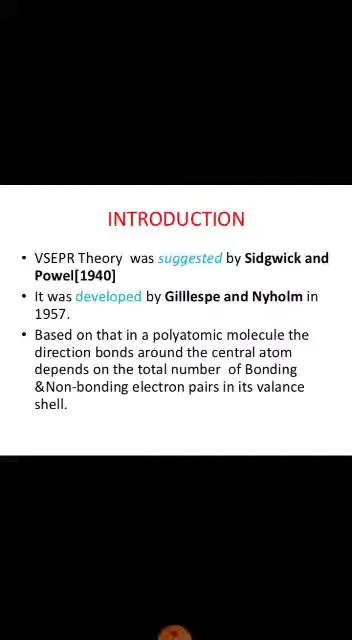 INTRODUCTION
• VSEPR Theory was suggested by Sidgwick and
Powel[1940]
• It was developed by Gilllespe and Nyholm in
1957.
• Based on that in a polyatomic molecule the
direction bonds around the central atom
depends on the total number of Bonding
&Non-bonding electron pairs in its valance
shell.